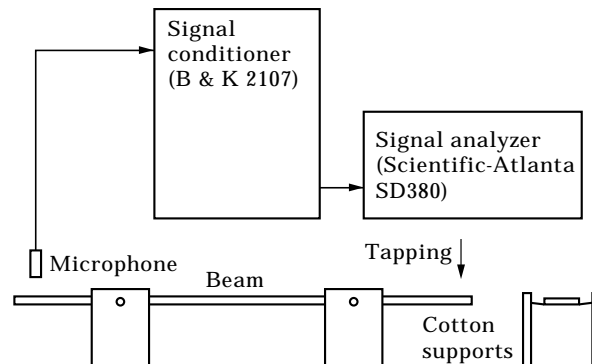 Signal
conditioner
(B & K 2107)
Signal analyzer
(Scientific-Atlanta
SD380)
Tapping
Microphone
Beam
Cotton
supports